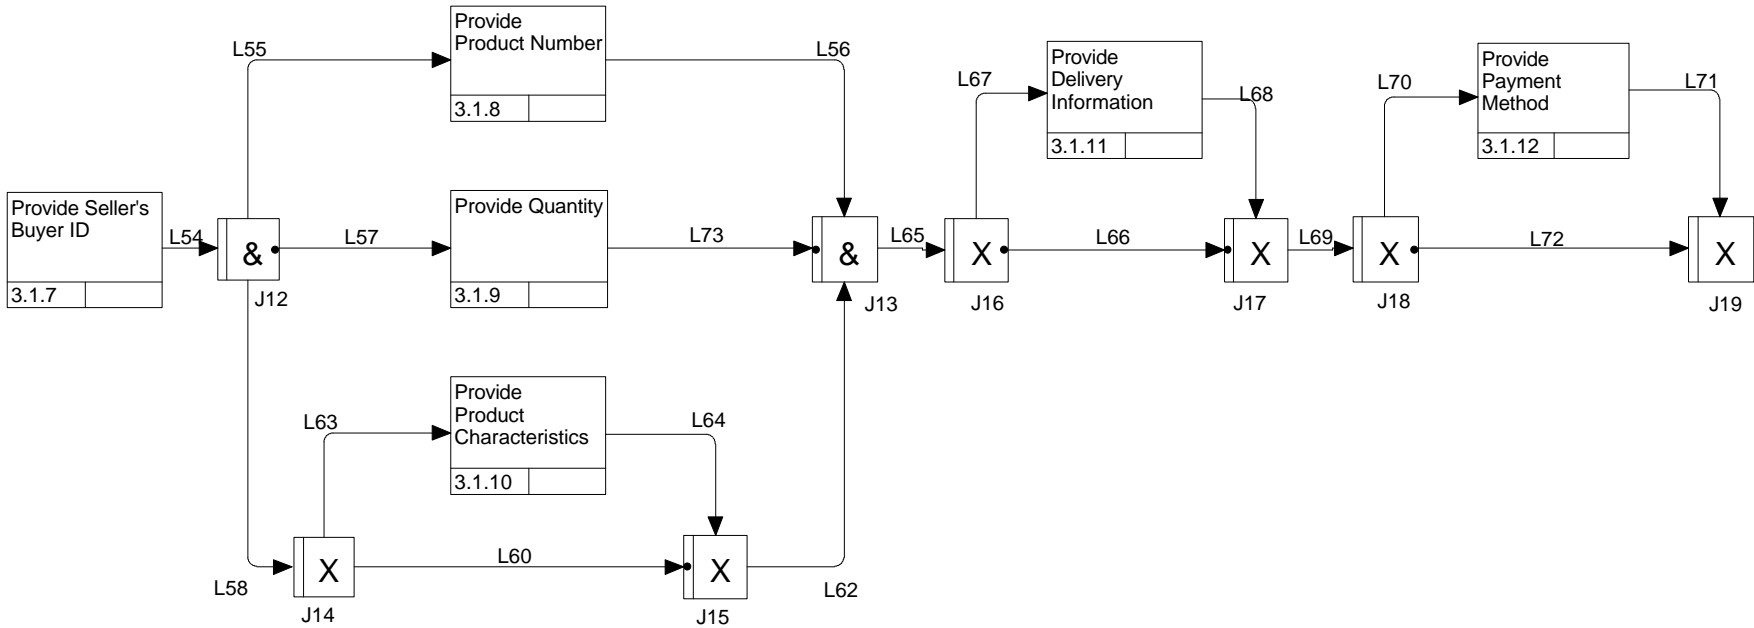 Provide
Product Number
3.1.8
L55
L56
Provide
Delivery
Information
3.1.11
L67
L68
Provide
Payment
Method
3.1.12
L70
L71
Provide Seller's
Buyer ID
3.1.7
L54
&
J12
L57
Provide Quantity
3.1.9
L73
&
J13
L65
X
J16
L66
X
J17
L69
X
J18
L72
X
J19
Provide
Product
Characteristics
3.1.10
L63
L64
L58
X
J14
L60
X
J15
L62